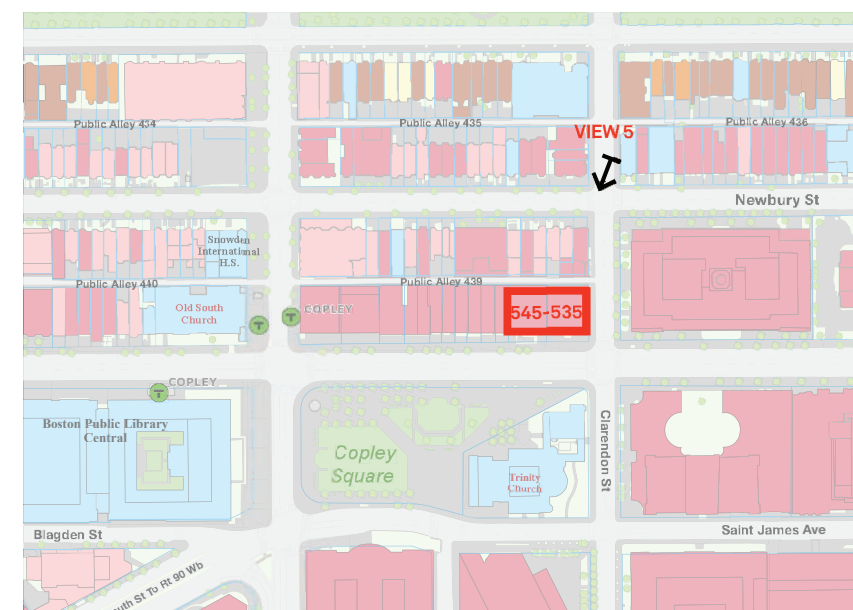 Public Alley 434
Public Alley 435
VIEW 5
Public Alley 436
Newbury St
Snowden
International
H.S.
Public Alley 440
Public Alley 439
Old South
Church
COPLEY
545-535
COPLEY
Boston Public Library
Central
Copley
Square
Trinity
Church
Clarendon St
Blagden St
Saint James Ave
uth St To Rt 90 Wb